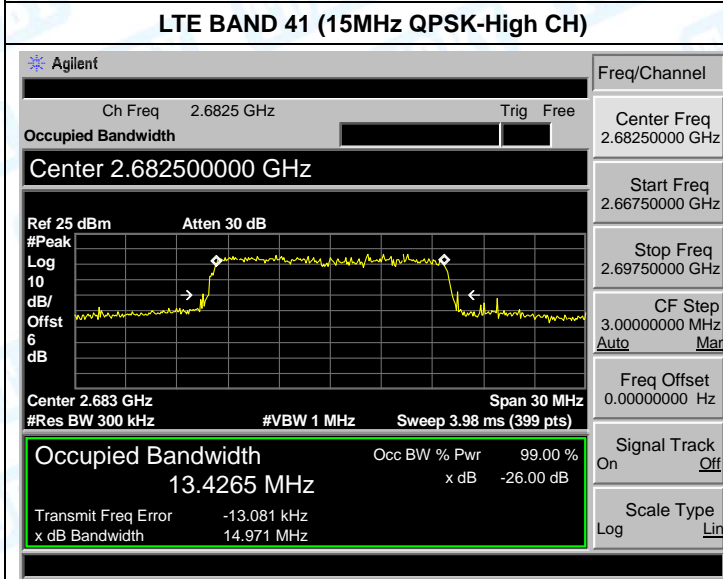 LTE BAND 41 (15MHz QPSK-High CH)
Agilent
Freq/Channel
Ch Freq 2.6825 GHz Trig Free
Occupied Bandwidth
Center 2.682500000 GHz
Ref 25 dBm Atten 30 dB
#Peak
Log
10
dB/
Offst
6
dB
Center 2.683 GHz Span 30 MHz
#Res BW 300 kHz #VBW 1 MHz Sweep 3.98 ms (399 pts)
Occupied Bandwidth Occ BW % Pwr 99.00 %
13.4265 MHz x dB -26.00 dB
Transmit Freq Error -13.081 kHz
x dB Bandwidth 14.971 MHz
Center Freq
2.68250000 GHz
Start Freq
2.66750000 GHz
Stop Freq
2.69750000 GHz
CF Step
3.00000000 MHz
Auto Man
Freq Offset
0.00000000 Hz
Signal Track
On Off
Scale Type
Log Lin